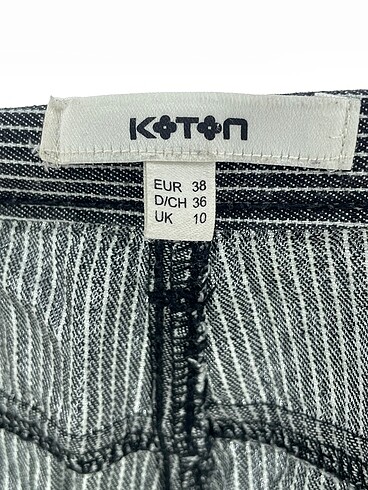 KOTON
EUR 38
D/CH 36
UK 10